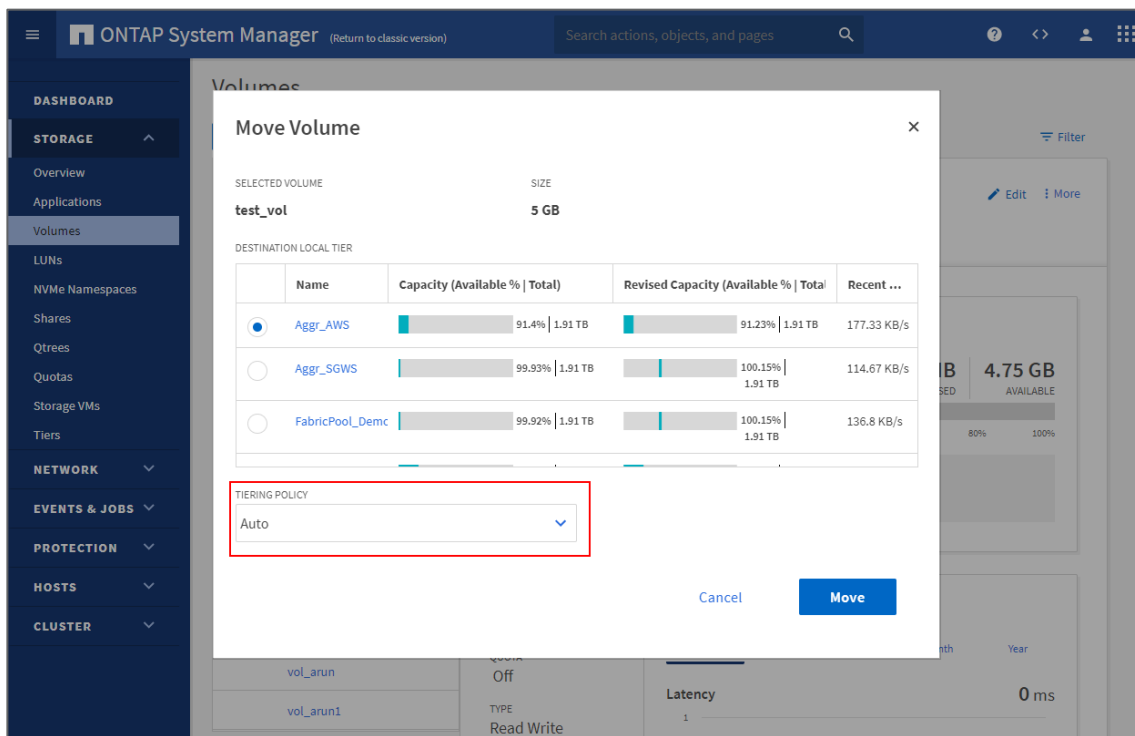 ONTAP System Manager (Return to classic version)
Search actions, objects, and pages
DASHBOARD
STORAGE
Overview
Applications
Volumes
LUNs
NVMe Namespaces
Shares
Qtrees
Quotas
Storage VMs
Tiers
NETWORK
EVENTS & JOBS
PROTECTION
HOSTS
CLUSTER
Volumes
Filter
Edit
More
Move Volume
SELECTED VOLUME SIZE
test_vol 5 GB
DESTINATION LOCAL TIER
Name Capacity (Available % | Total) Revised Capacity (Available % | Total Recent ...
Aggr_AWS 91.4% 1.91 TB 91.23% 1.91 TB 177.33 KB/s
Aggr_SGWS 99.93% 1.91 TB 100.15% 1.91 TB 114.67 KB/s
FabricPool_Demo 99.92% 1.91 TB 100.15% 1.91 TB 136.8 KB/s
TIERING POLICY
Auto
Cancel Move
4.75 GB
AVAILABLE
80% 100%
vol_arun
vol_arun1
QUOTA
Off
TYPE
Read Write
Year
Latency 0 ms
1